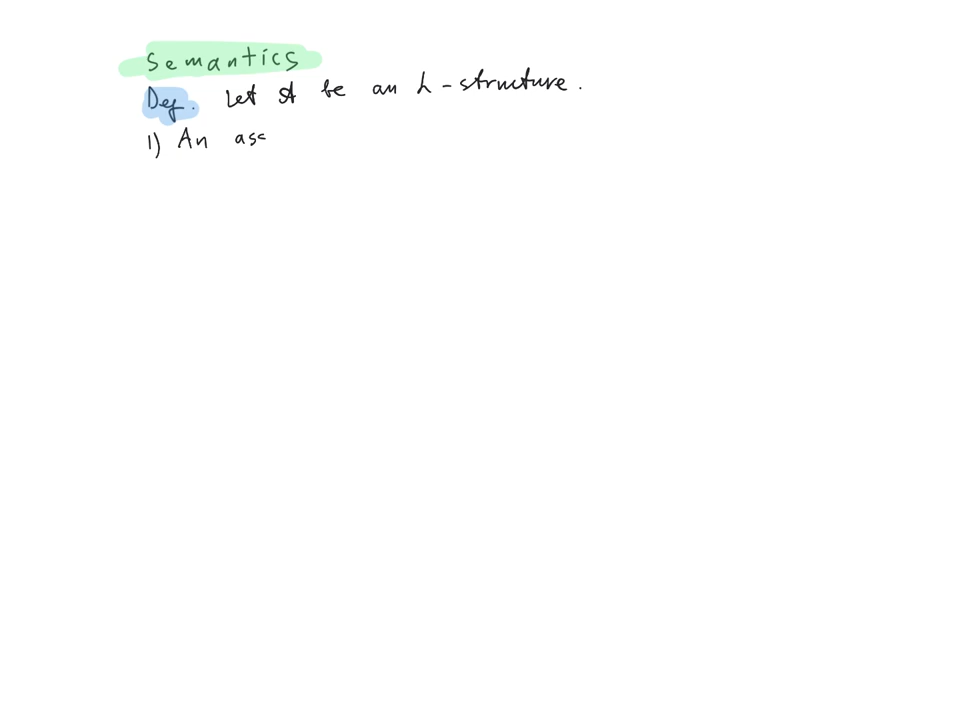 Semantics
Def. Let 𝒜 be an L-structure.
1) An